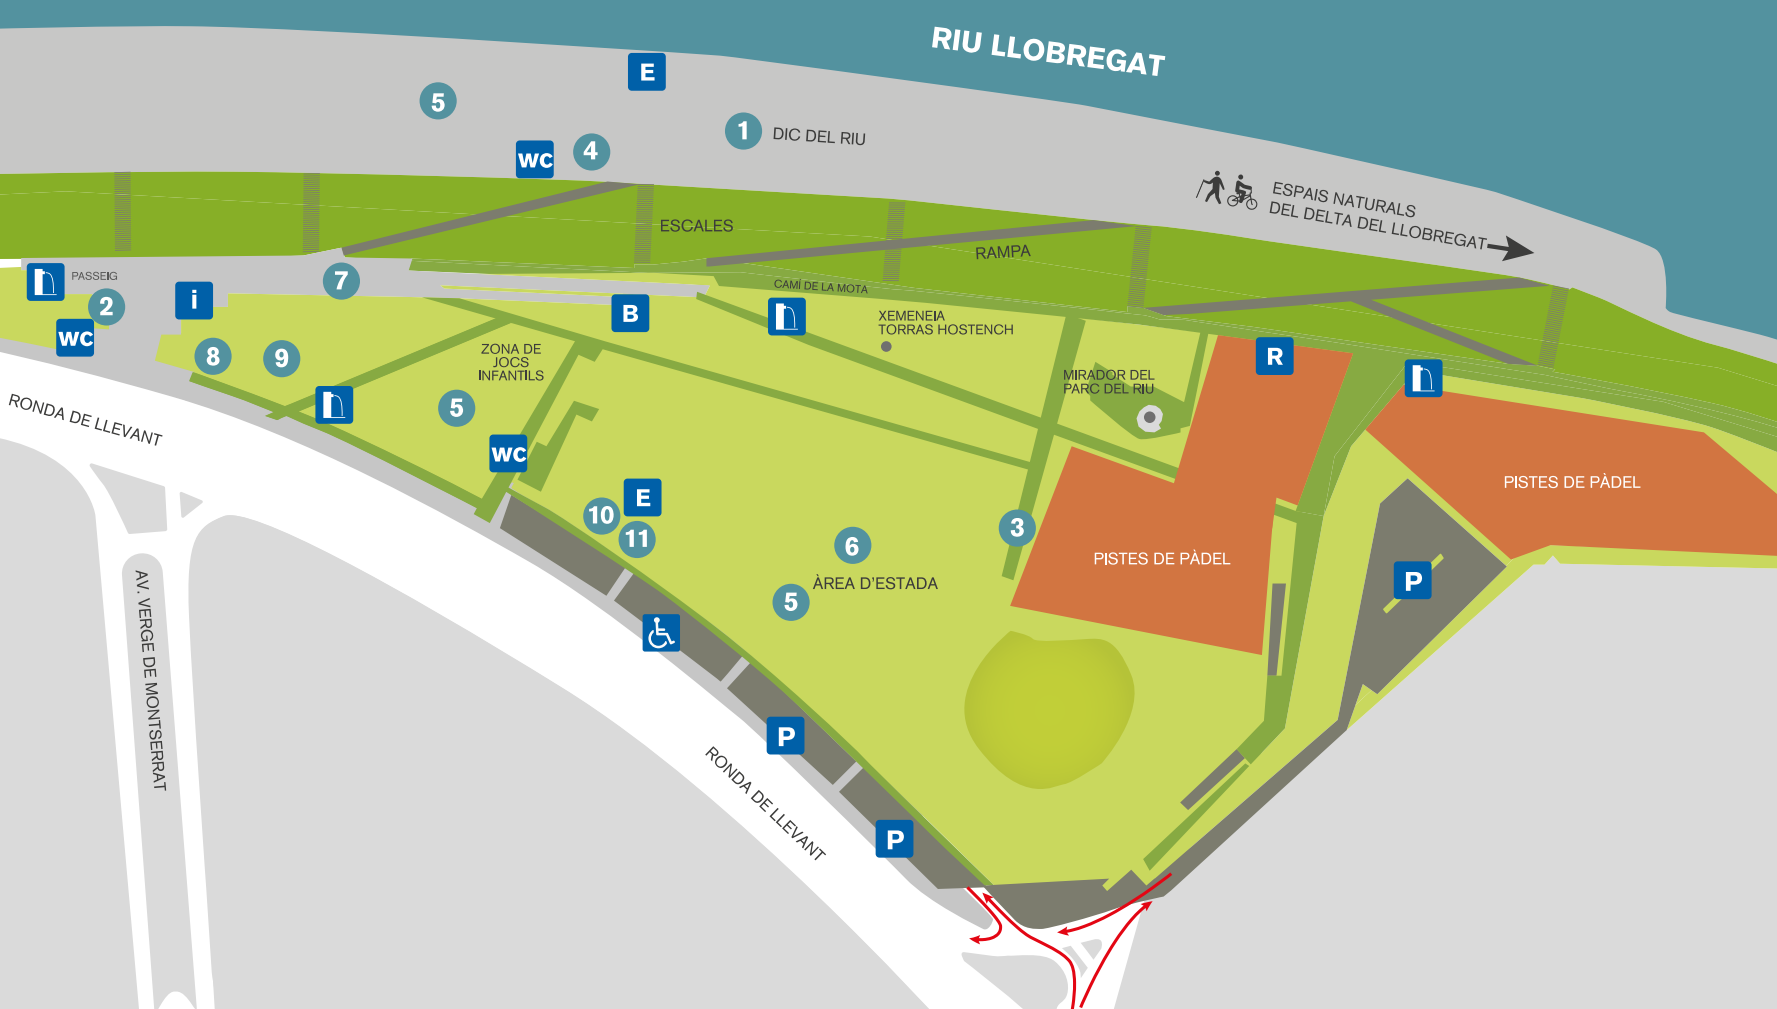 RIU LLOBREGAT
E
5
1
DIC DEL RIU
4
WC
ESPAIS NATURALS
DEL DELTA DEL LLOBREGAT
ESCALES
RAMPA
PASSEIG
7
2
i
CAMÍ DE LA MOTA
B
XEMENEIA
TORRAS HOSTENCH
WC
8
9
ZONA DE
JOCS
INFANTILS
R
MIRADOR DEL
PARC DEL RIU
5
RONDA DE LLEVANT
WC
PISTES DE PÀDEL
E
10
11
3
6
PISTES DE PÀDEL
ÀREA D'ESTADA
5
P
AV. VERGE DE MONTSERRAT
P
RONDA DE LLEVANT
P